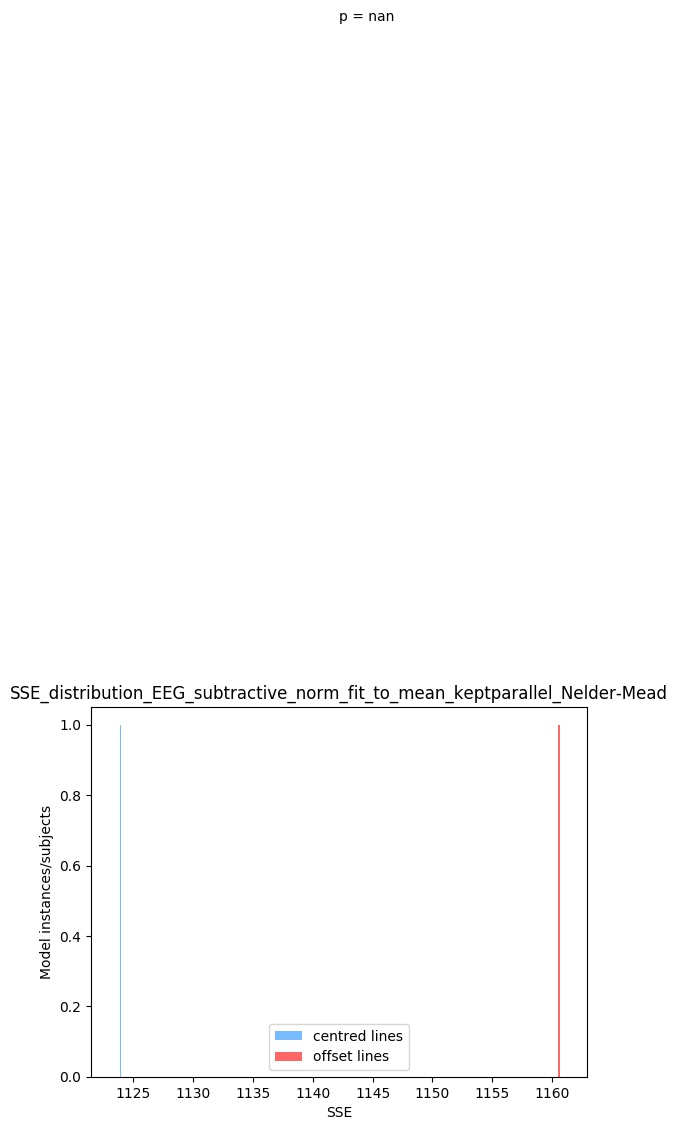 p = nan
SSE_distribution_EEG_subtractive_norm_fit_to_mean_keptparallel_Nelder-Mead
1.0
0.8
0.6
0.4
0.2
0.0
Model instances/subjects
centred lines
offset lines
1125 1130 1135 1140 1145 1150 1155 1160
SSE